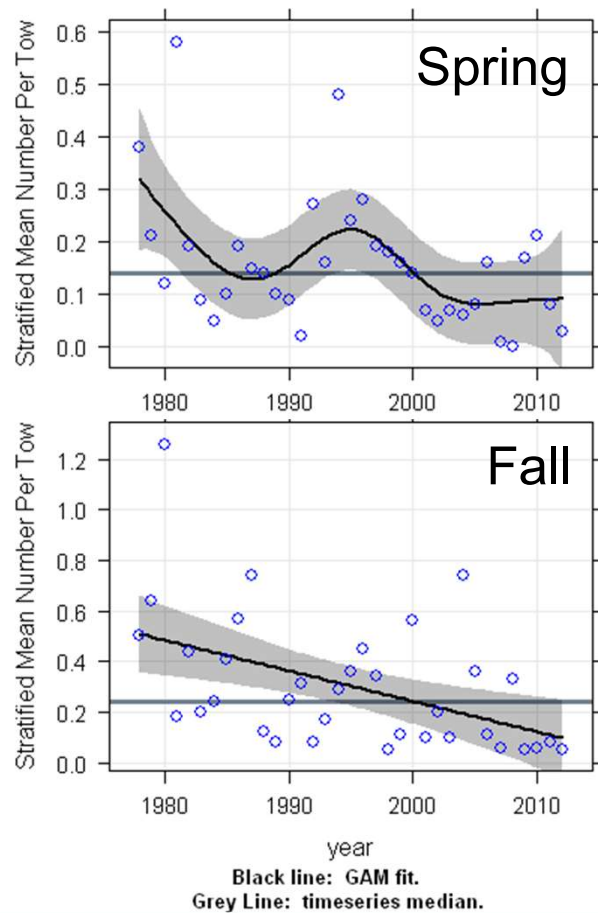 Spring
Stratified Mean Number Per Tow
0.6
0.5
0.4
0.3
0.2
0.1
0.0
1980 1990 2000 2010
Fall
Stratified Mean Number Per Tow
1.2
1.0
0.8
0.6
0.4
0.2
0.0
1980 1990 2000 2010
year
Black line: GAM fit.
Grey Line: timeseries median.